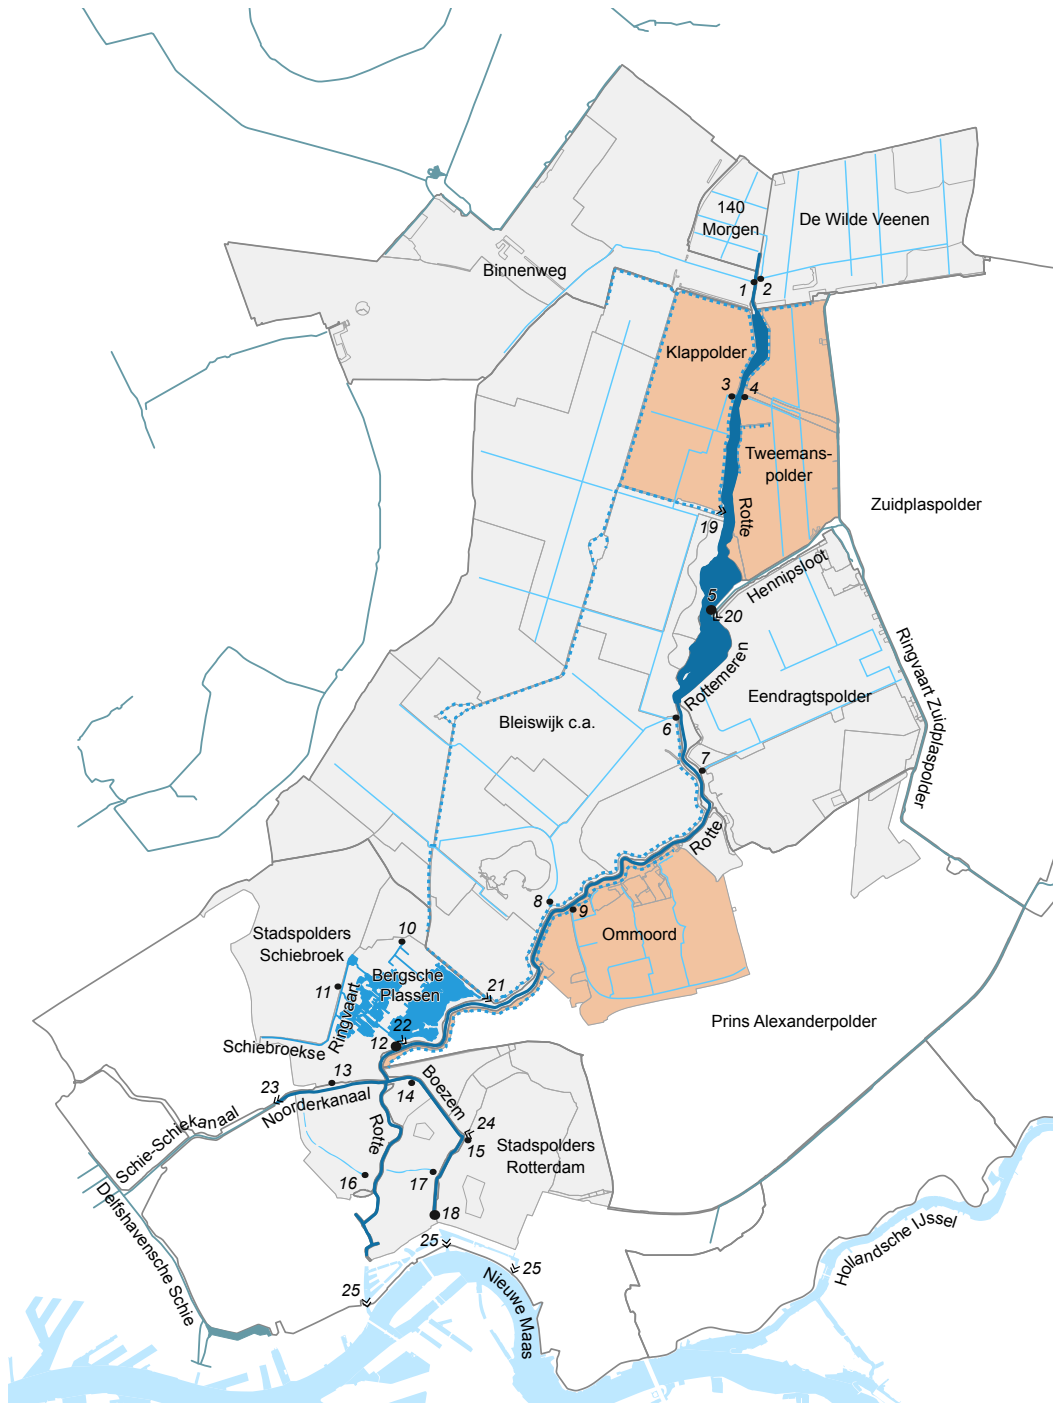 140
Morgen
De Wilde Veenen
Binnenweg
1
2
Klappolder
3
4
Tweemans-
polder
Zuidplaspolder
19
Rotte
Hennipsloot
5
20
Rottemeren
Ringvaart Zuidplaspolder
Eendragtspolder
Bleiswijk c.a.
6
7
Rotte
8
9
Ommoord
Stadspolders
Schiebroek
10
Bergsche
Plassen
11
21
Ringvaart
22
Prins Alexanderpolder
Schiebroekse
12
13
14
Boezem
23
Noorderkanaal
Schie-Schiekanaal
Rotte
24
15
Stadspolders
Rotterdam
16
17
Delfshavensche Schie
18
25
25
25
Nieuwe Maas
Hollandsche IJssel